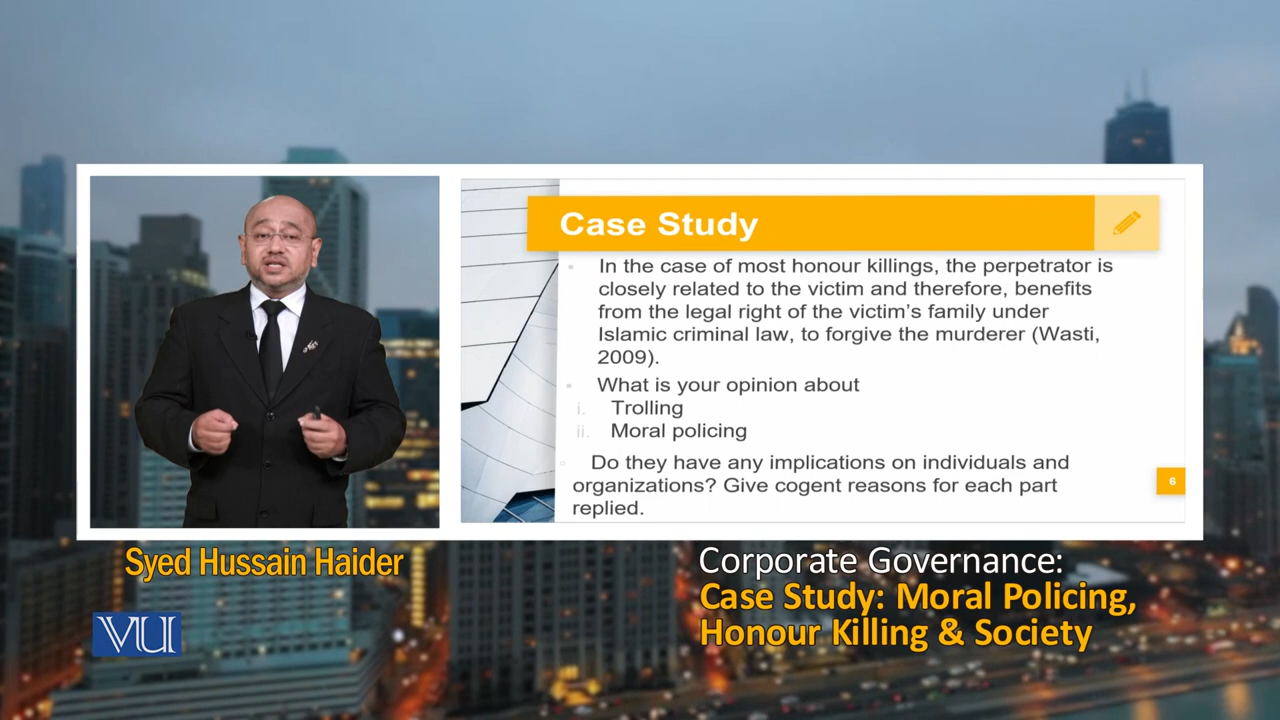 Case Study
In the case of most honour killings, the perpetrator is
closely related to the victim and therefore, benefits
from the legal right of the victim's family under
Islamic criminal law, to forgive the murderer (Wasti,
2009).
What is your opinion about
i. Trolling
ii. Moral policing
Do they have any implications on individuals and
organizations? Give cogent reasons for each part
replied.
6
Syed Hussain Haider
VU
Corporate Governance:
Case Study: Moral Policing,
Honour Killing & Society